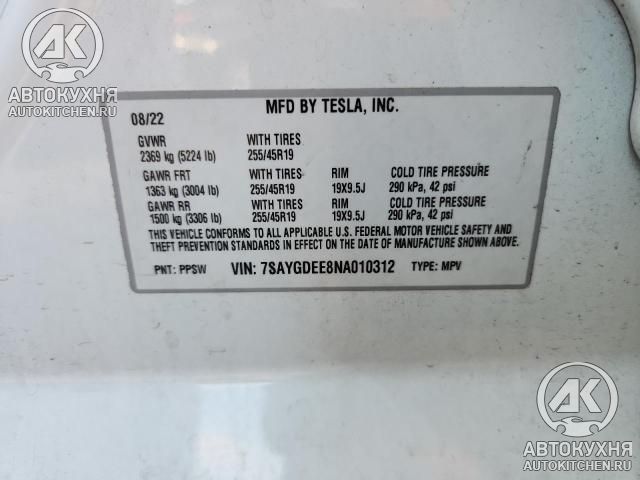 AK
АВТОКУХНЯ
AUTOKITCHEN.RU
MFD BY TESLA, INC.
08/22
GVWR WITH TIRES
2369 kg (5224 lb) 255/45R19
GAWR FRT WITH TIRES RIM COLD TIRE PRESSURE
1363 kg (3004 lb) 255/45R19 19X9.5J 290 kPa, 42 psi
GAWR RR WITH TIRES RIM COLD TIRE PRESSURE
1500 kg (3306 lb) 255/45R19 19X9.5J 290 kPa, 42 psi
THIS VEHICLE CONFORMS TO ALL APPLICABLE U.S. FEDERAL MOTOR VEHICLE SAFETY AND
THEFT PREVENTION STANDARDS IN EFFECT ON THE DATE OF MANUFACTURE SHOWN ABOVE.
PNT: PPSW VIN: 7SAYGDEE8NA010312 TYPE: MPV
AK
АВТОКУХНЯ
AUTOKITCHEN.RU